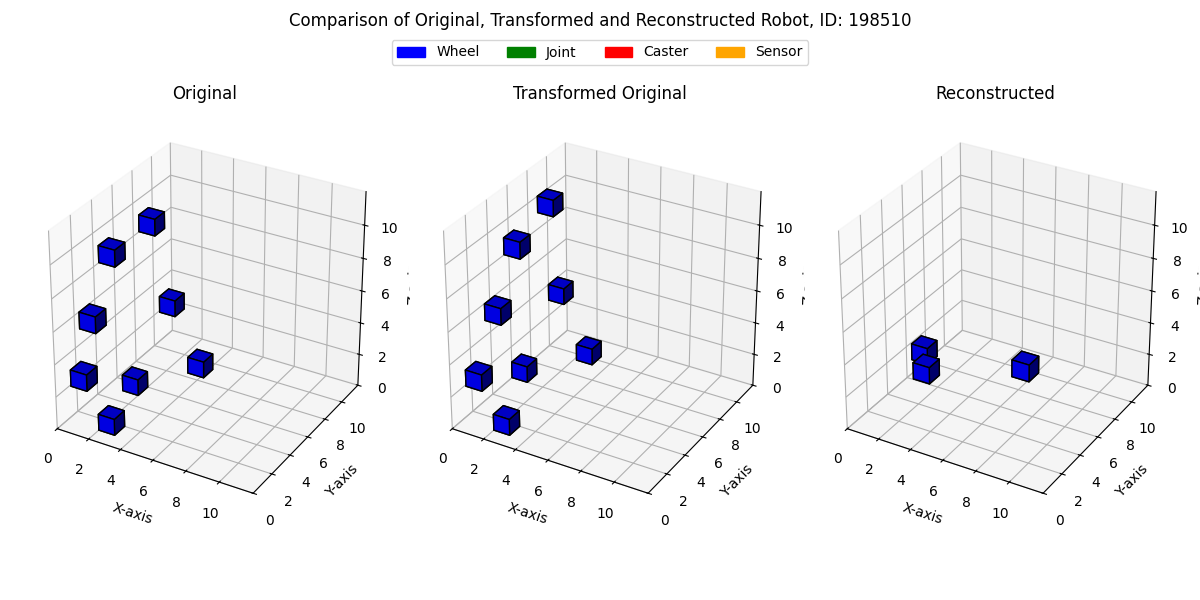 Comparison of Original, Transformed and Reconstructed Robot, ID: 198510
Wheel Joint Caster Sensor
Original
Transformed Original
Reconstructed
0 2 4 6 8 10
X-axis
0 2 4 6 8 10
Y-axis
0 2 4 6 8 10
0 2 4 6 8 10
X-axis
0 2 4 6 8 10
Y-axis
0 2 4 6 8 10
0 2 4 6 8 10
X-axis
0 2 4 6 8 10
Y-axis
0 2 4 6 8 10